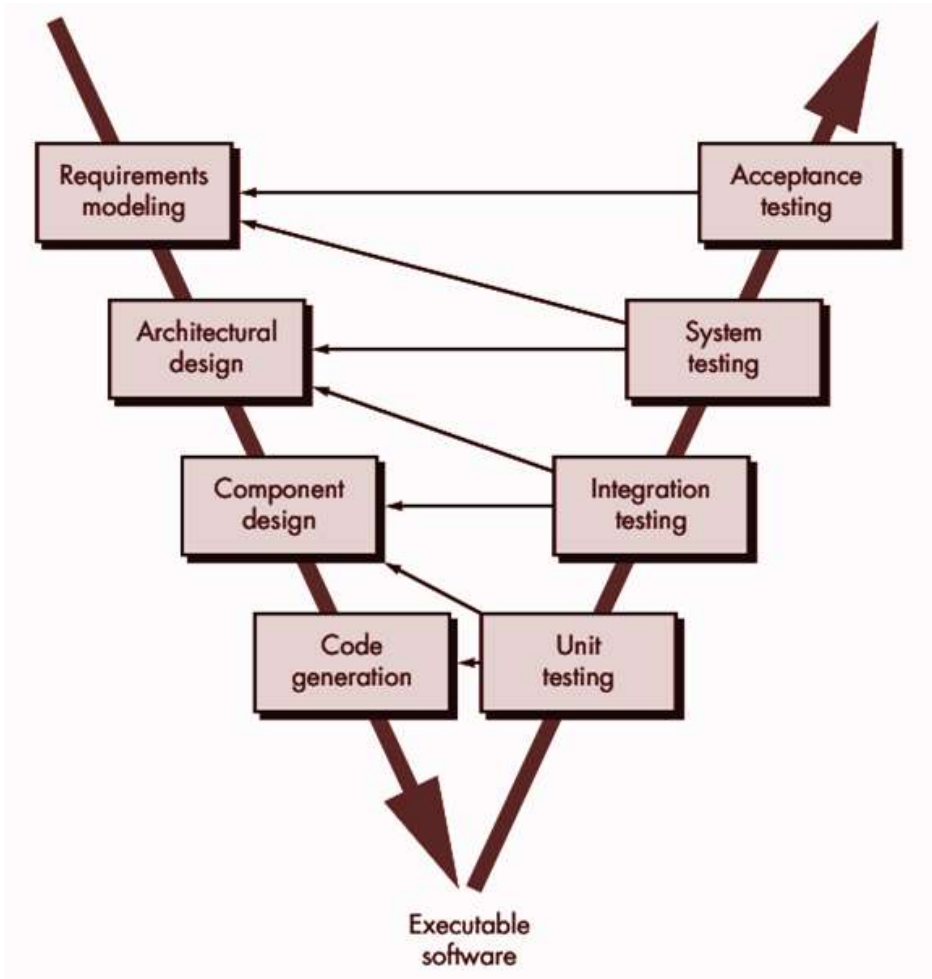 Requirements
modeling
Acceptance
testing
Architectural
design
System
testing
Component
design
Integration
testing
Code
generation
Unit
testing
Executable
software